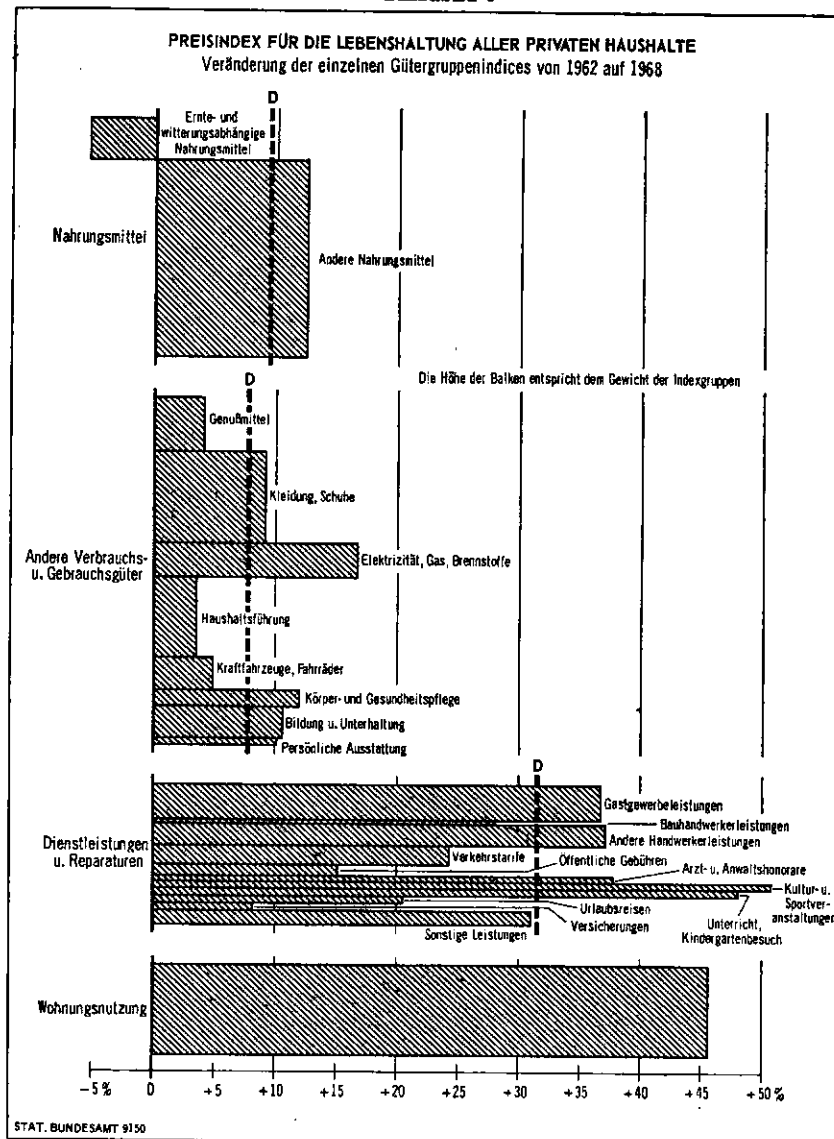 PREISINDEX FÜR DIE LEBENSHALTUNG ALLER PRIVATEN HAUSHALTE
Veränderung der einzelnen Gütergruppenindices von 1962 auf 1968
D
Ernte- und
witterungsabhängige
Nahrungsmittel
Nahrungsmittel
Andere Nahrungsmittel
Die Höhe der Balken entspricht dem Gewicht der Indexgruppen
D
Genußmittel
Kleidung, Schuhe
Andere Verbrauchs-
u. Gebrauchsgüter
Elektrizität, Gas, Brennstoffe
Haushaltsführung
Kraftfahrzeuge, Fahrräder
Körper- und Gesundheitspflege
Bildung u. Unterhaltung
Persönliche Ausstattung
D
Dienstleistungen
u. Reparaturen
Gastgewerbeleistungen
Bauhandwerkerleistungen
Andere Handwerkerleistungen
Verkehrstarife
Öffentliche Gebühren
Arzt- u. Anwaltshonorare
Kultur- u.
Sportver-
anstaltungen
Urlaubsreisen
Versicherungen
Unterricht,
Kindergartenbesuch
Sonstige Leistungen
Wohnungsnutzung
-5% 0 +5 +10 +15 +20 +25 +30 +35 +40 +45 +50 %
STAT. BUNDESAMT 9150